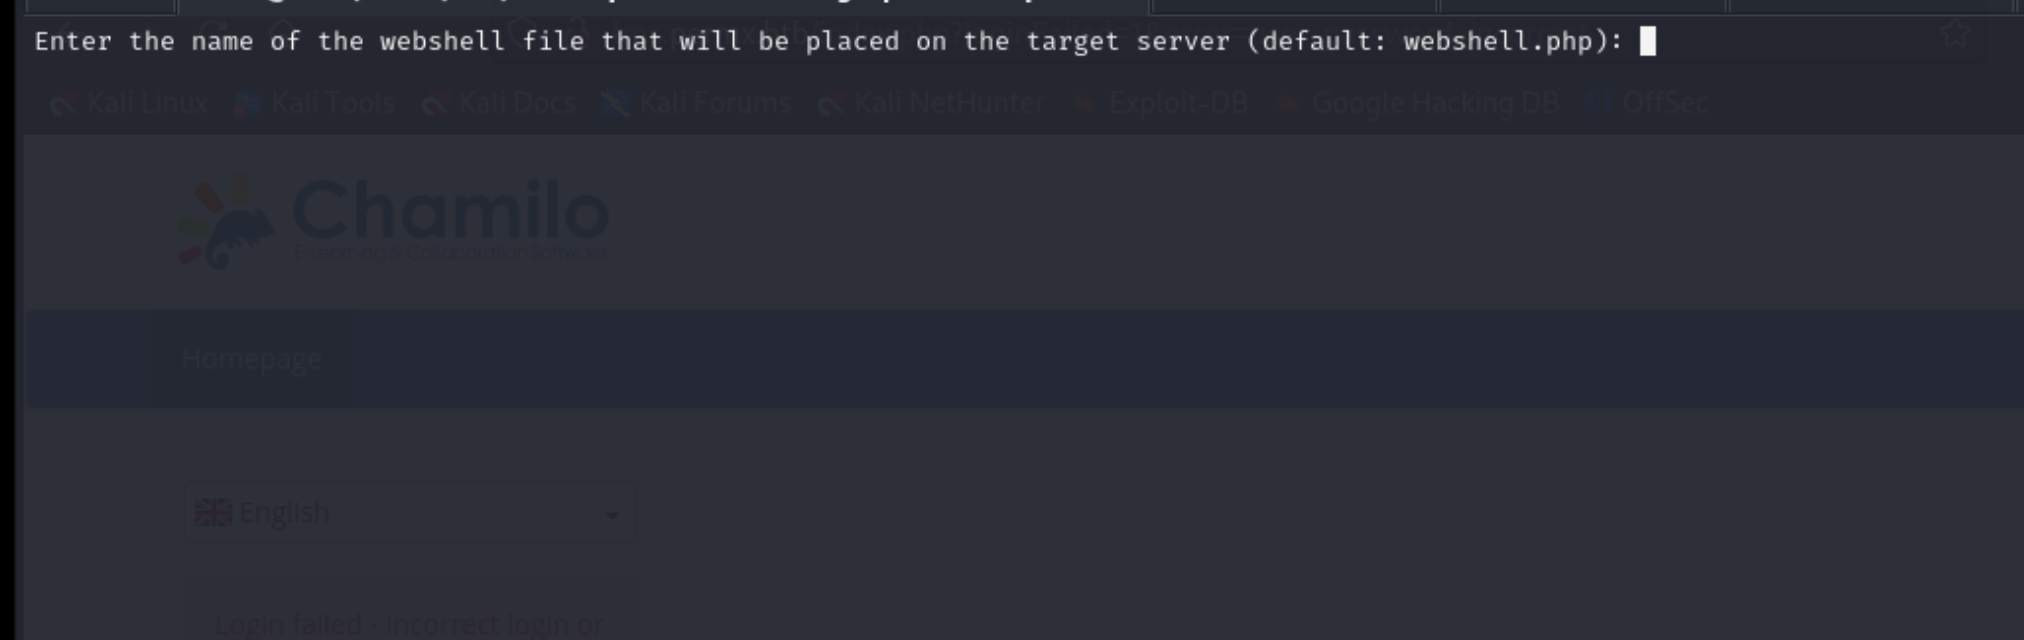 Enter the name of the webshell file that will be placed on the target server (default: webshell.php):
Kali Linux Kali Tools Kali Docs Kali Forums Kali NetHunter Exploit-DB Google Hacking DB OffSec
Chamilo
E-Learning & Collaboration Software
Homepage
English
Login failed - incorrect login or